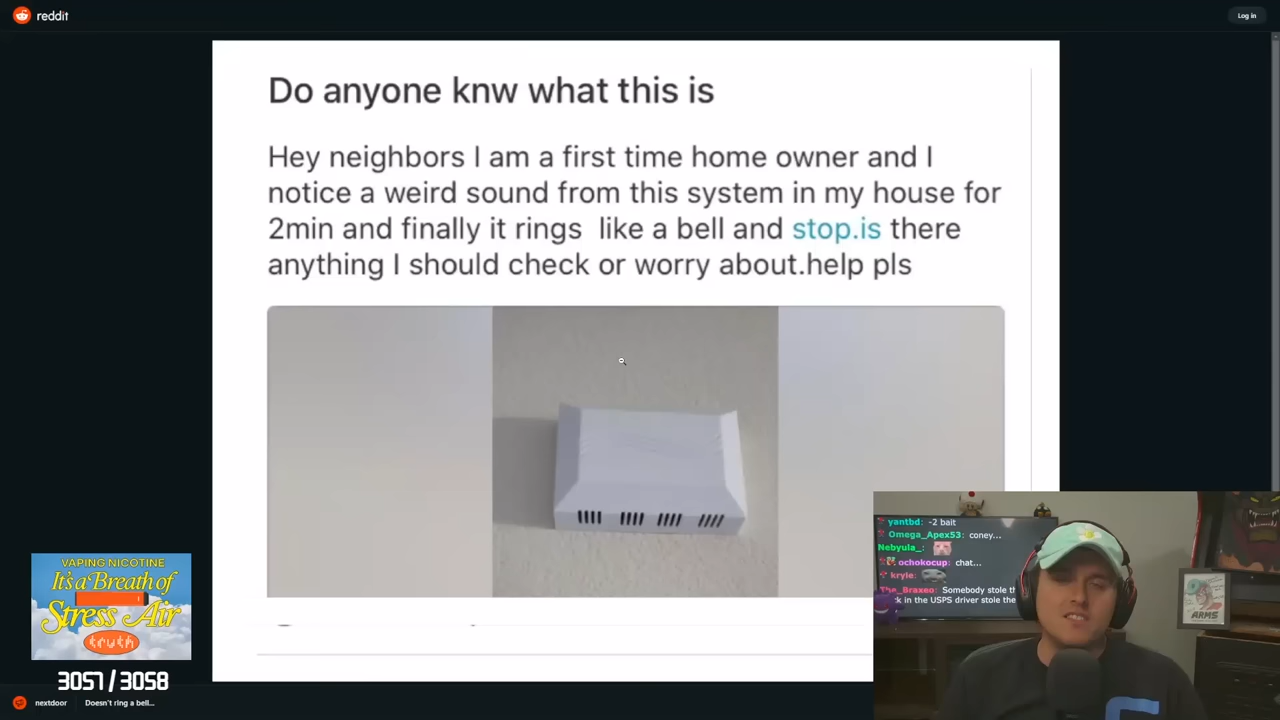 reddit
Log in
Do anyone knw what this is
Hey neighbors I am a first time home owner and I
notice a weird sound from this system in my house for
2min and finally it rings like a bell and stop.is there
anything I should check or worry about.help pls
yantbd: -2 bait
Omega_Apex53: coney...
Nebyula_:
ochokocup: chat...
kryle:
The_Braxeo: Somebody stole th
ck in the USPS driver stole the
ARMS
VAPING NICOTINE
It's a Breath of
Stress Air
truth
3057 / 3058
nextdoor
Doesn't ring a bell...